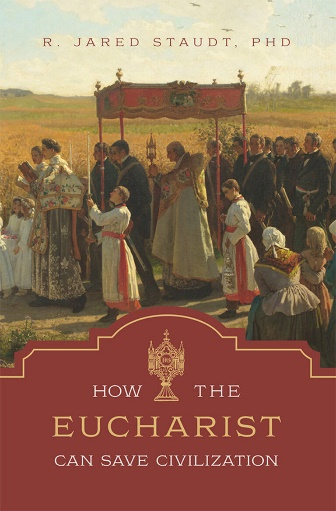 R. JARED STAUDT, PHD
HOW THE
EUCHARIST
CAN SAVE CIVILIZATION